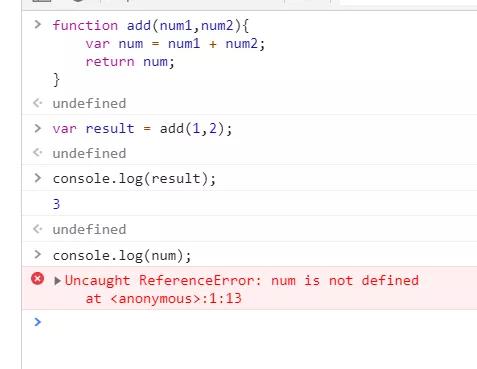 function add(num1,num2){
var num = num1 + num2;
return num;
}
undefined
var result = add(1,2);
undefined
console.log(result);
3
undefined
console.log(num);
Uncaught ReferenceError: num is not defined
at <anonymous>:1:13